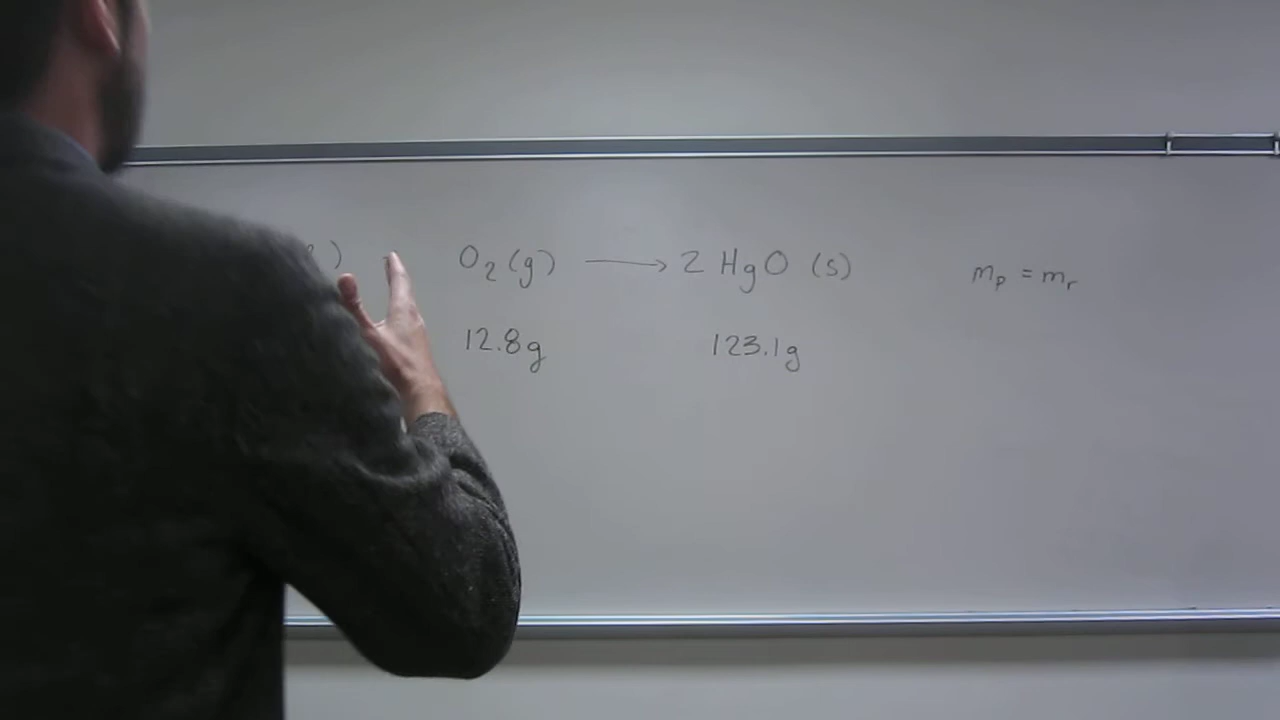 O2 (g) → 2 HgO (s) mp = mr
12.8g 123.1g